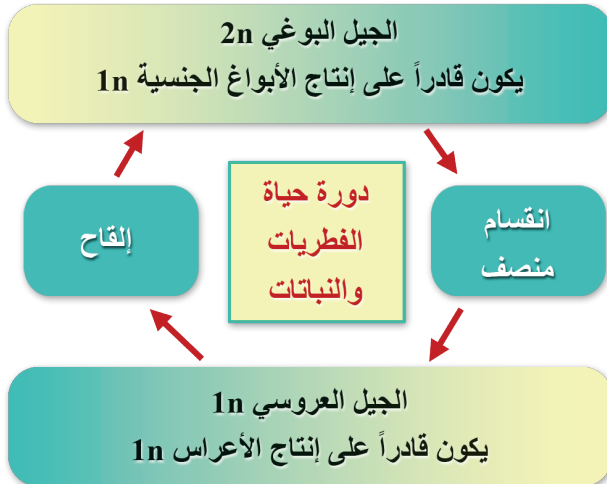 الجيل البوغي 2n
يكون قادراً على إنتاج الأبواغ الجنسية 1n
انقسام
منصف
دورة حياة
الفطريات
والنباتات
إلقاح
الجيل العروسي 1n
يكون قادراً على إنتاج الأعراس 1n